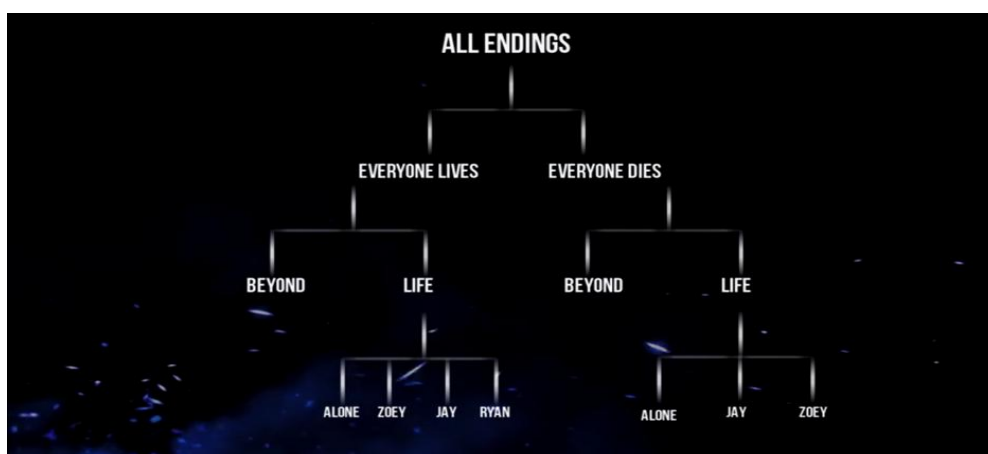 ALL ENDINGS
EVERYONE LIVES EVERYONE DIES
BEYOND LIFE BEYOND LIFE
ALONE ZOEY JAY RYAN ALONE JAY ZOEY